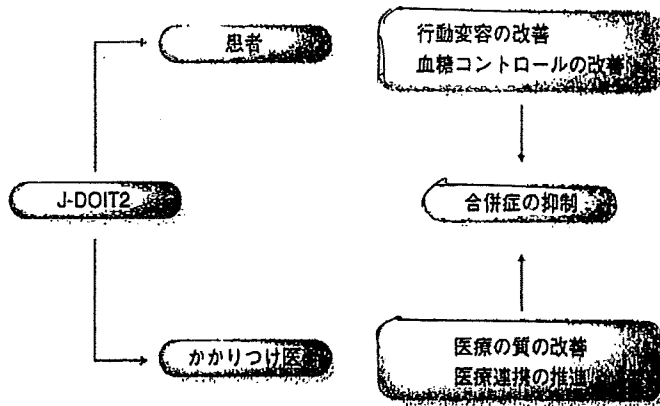 患者
行動変容の改善
血糖コントロールの改善
J-DOIT2
合併症の抑制
かかりつけ医
医療の質の改善
医療連携の推進